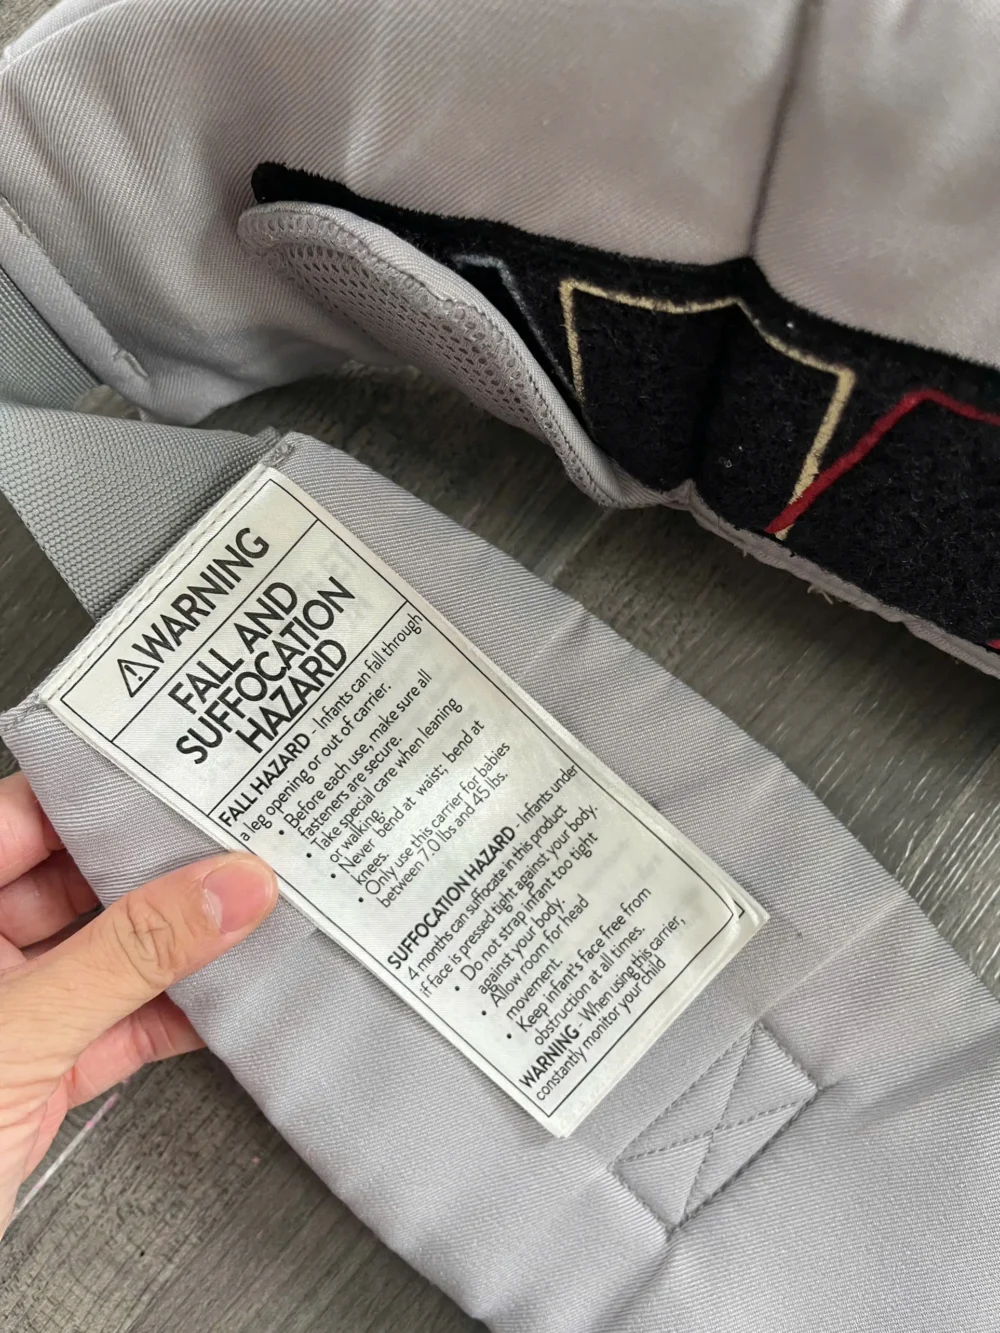 ⚠WARNING
FALL AND
SUFFOCATION
HAZARD
FALL HAZARD - Infants can fall through
a leg opening or out of carrier.
• Before each use, make sure all
fasteners are secure.
• Take special care when leaning
or walking.
• Never bend at waist; bend at
knees.
• Only use this carrier for babies
between 7.0 lbs and 45 lbs.
SUFFOCATION HAZARD - Infants under
4 months can suffocate in this product
if face is pressed tight against your body.
• Do not strap infant too tight
against your body.
• Allow room for head
movement.
• Keep infant's face free from
obstruction at all times.
WARNING - When using this carrier,
constantly monitor your child